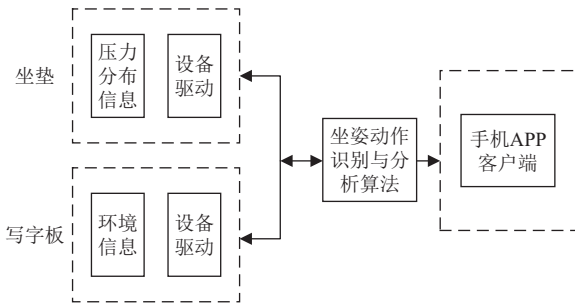 坐垫
压力
分布
信息
设备
驱动
写字板
环境
信息
设备
驱动
坐姿动作
识别与分
析算法
手机APP
客户端